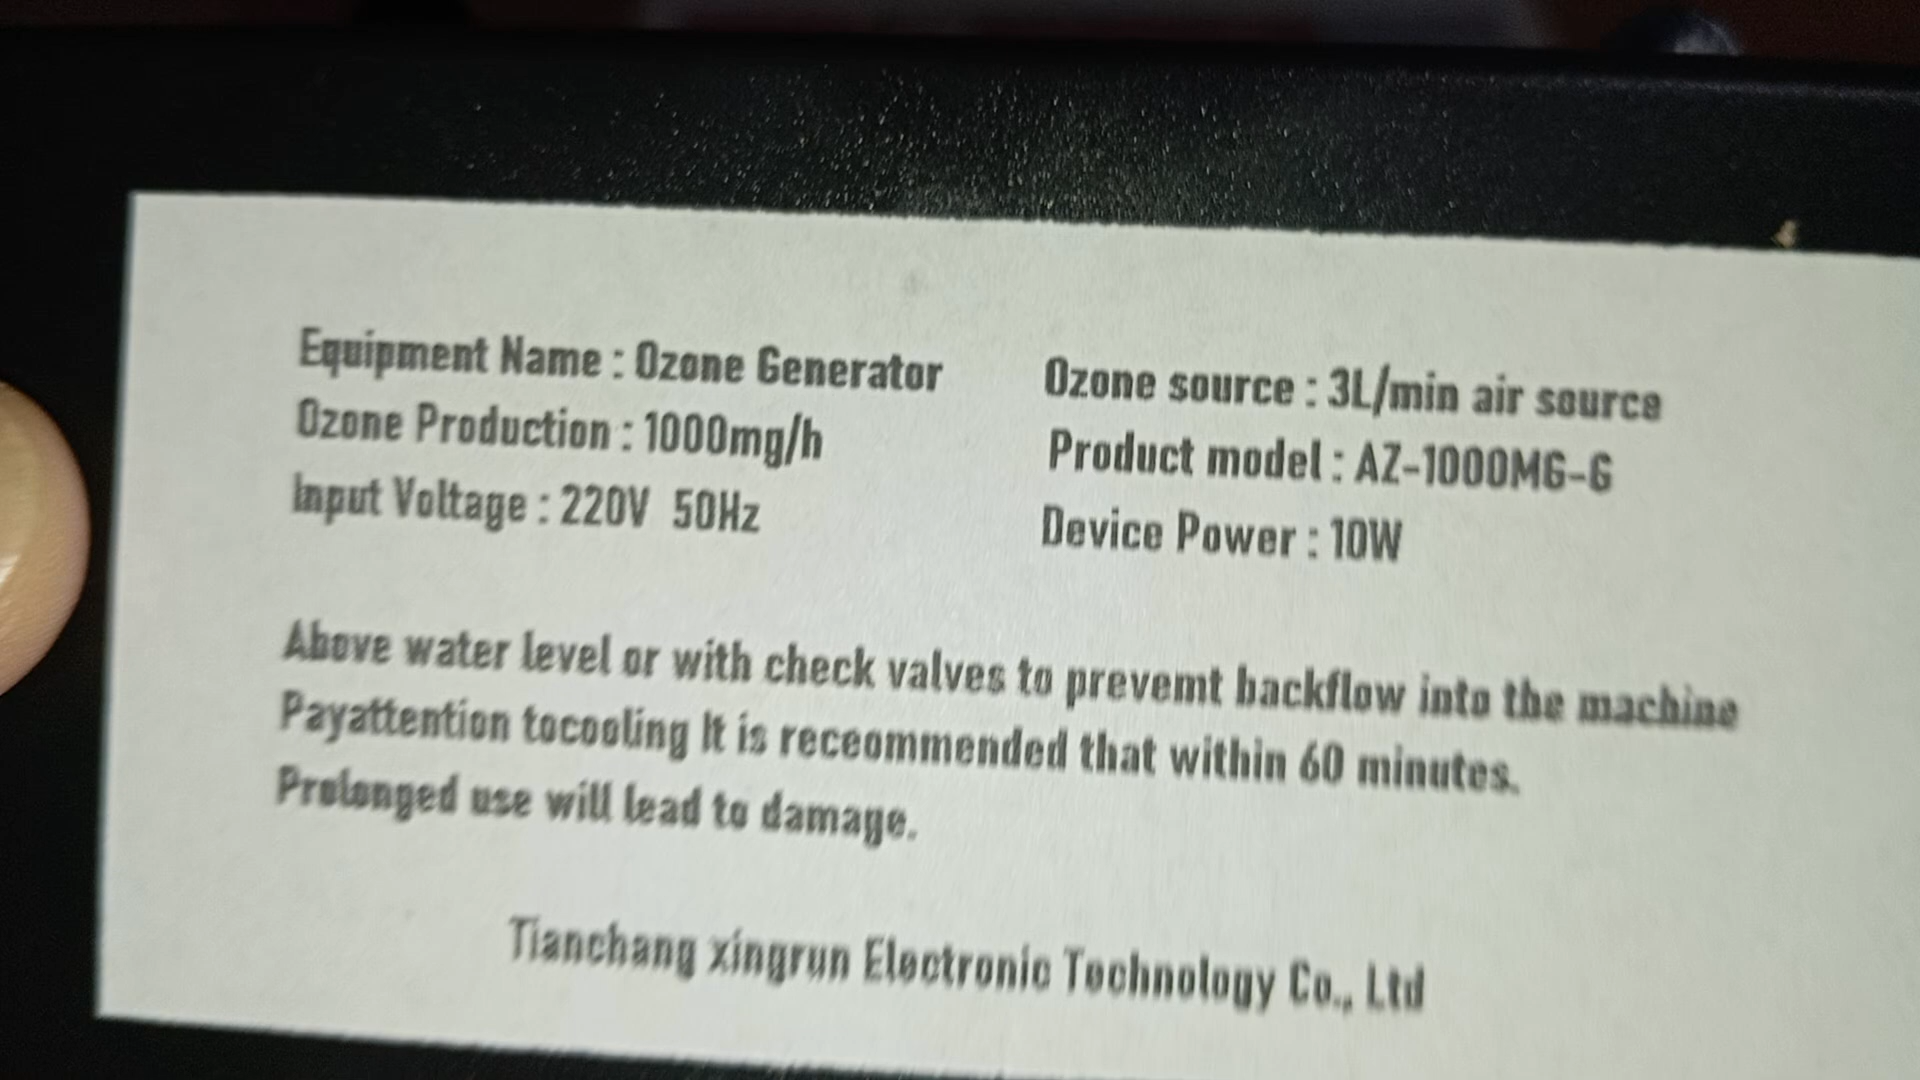 Equipment Name : Ozone Generator
Ozone Production : 1000mg/h
Input Voltage : 220V 50Hz
Ozone source : 3L/min air source
Product model : AZ-1000MG-G
Device Power : 10W
Above water level or with check valves to prevemt backflow into the machine
Payattention tocooling It is receommended that within 60 minutes.
Prolonged use will lead to damage.
Tianchang xingrun Electronic Technology Co., Ltd